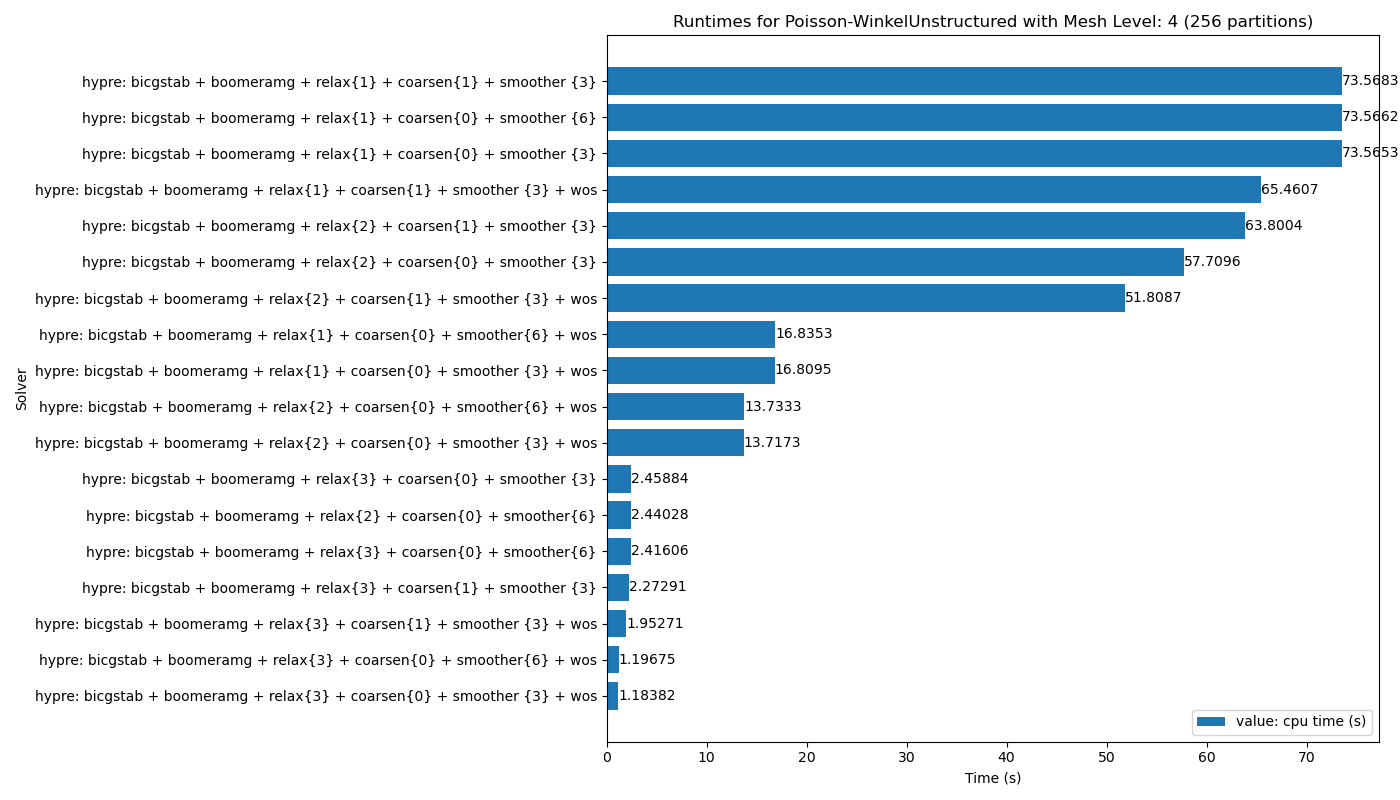 Runtimes for Poisson-WinkelUnstructured with Mesh Level: 4 (256 partitions)
hypre: bicgstab + boomeramg + relax{1} + coarsen{1} + smoother {3} 73.5683
hypre: bicgstab + boomeramg + relax{1} + coarsen{0} + smoother {6} 73.5662
hypre: bicgstab + boomeramg + relax{1} + coarsen{0} + smoother {3} 73.5653
hypre: bicgstab + boomeramg + relax{1} + coarsen{1} + smoother {3} + wos 65.4607
hypre: bicgstab + boomeramg + relax{2} + coarsen{1} + smoother {3} 63.8004
hypre: bicgstab + boomeramg + relax{2} + coarsen{0} + smoother {3} 57.7096
hypre: bicgstab + boomeramg + relax{2} + coarsen{1} + smoother {3} + wos 51.8087
hypre: bicgstab + boomeramg + relax{1} + coarsen{0} + smoother{6} + wos 16.8353
hypre: bicgstab + boomeramg + relax{1} + coarsen{0} + smoother {3} + wos 16.8095
hypre: bicgstab + boomeramg + relax{2} + coarsen{0} + smoother{6} + wos 13.7333
hypre: bicgstab + boomeramg + relax{2} + coarsen{0} + smoother {3} + wos 13.7173
hypre: bicgstab + boomeramg + relax{3} + coarsen{0} + smoother {3} 2.45884
hypre: bicgstab + boomeramg + relax{2} + coarsen{0} + smoother{6} 2.44028
hypre: bicgstab + boomeramg + relax{3} + coarsen{0} + smoother{6} 2.41606
hypre: bicgstab + boomeramg + relax{3} + coarsen{1} + smoother {3} 2.27291
hypre: bicgstab + boomeramg + relax{3} + coarsen{1} + smoother {3} + wos 1.95271
hypre: bicgstab + boomeramg + relax{3} + coarsen{0} + smoother{6} + wos 1.19675
hypre: bicgstab + boomeramg + relax{3} + coarsen{0} + smoother {3} + wos 1.18382
Solver
value: cpu time (s)
0 10 20 30 40 50 60 70
Time (s)